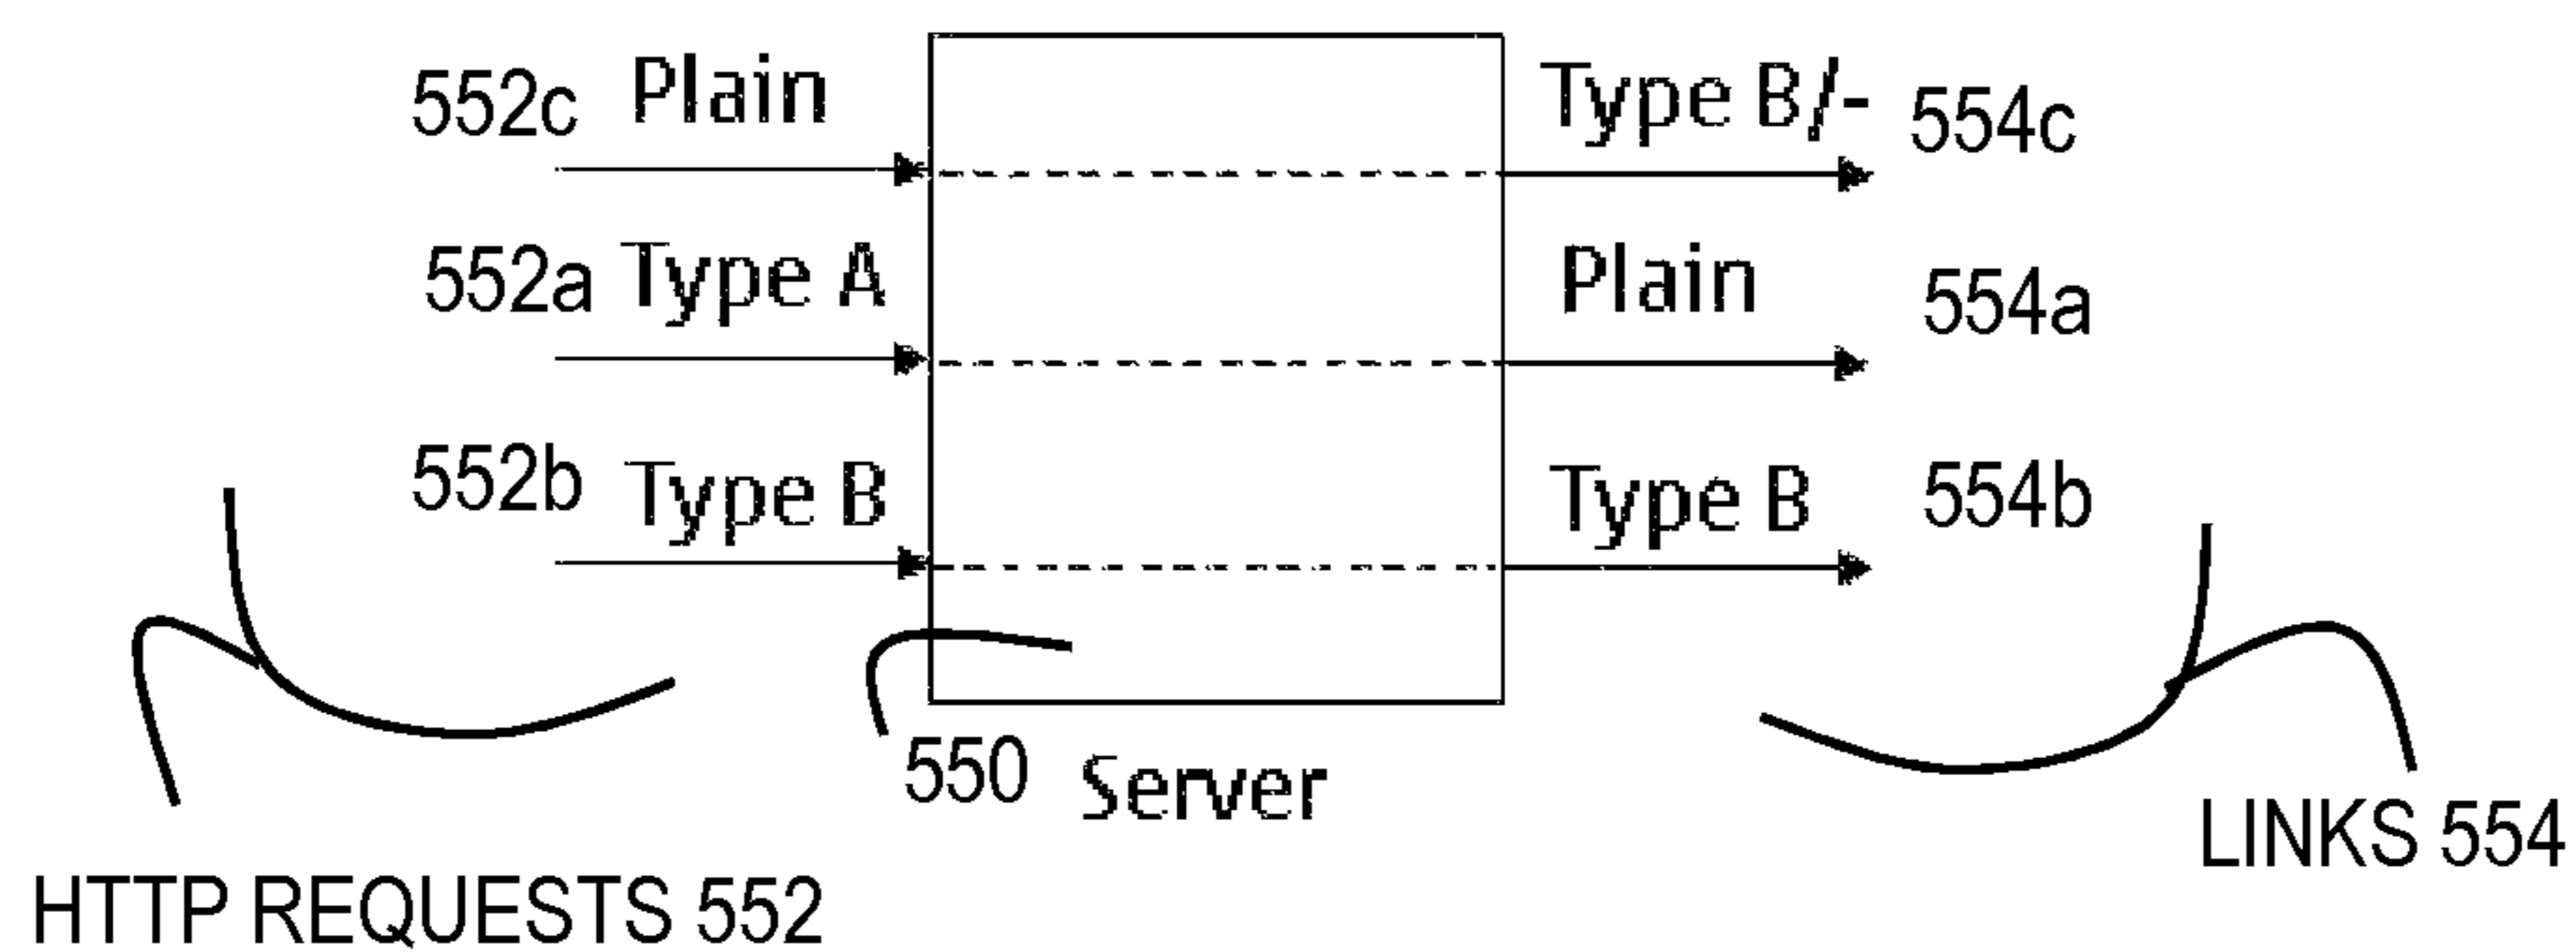 552c Plain Type B/- 554c
552a Type A Plain 554a
552b Type B Type B 554b
550 Server
HTTP REQUESTS 552
LINKS 554